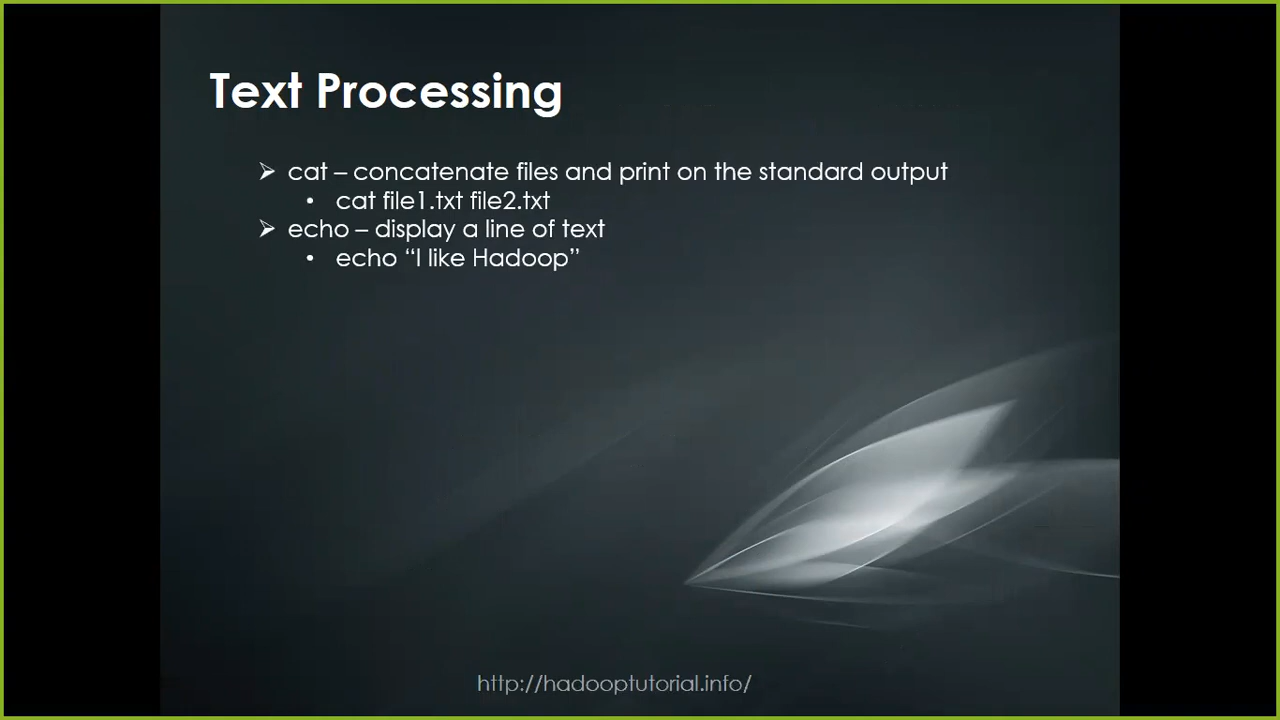 Text Processing
➢ cat – concatenate files and print on the standard output
• cat file1.txt file2.txt
➢ echo – display a line of text
• echo “I like Hadoop”
http://hadooptutorial.info/